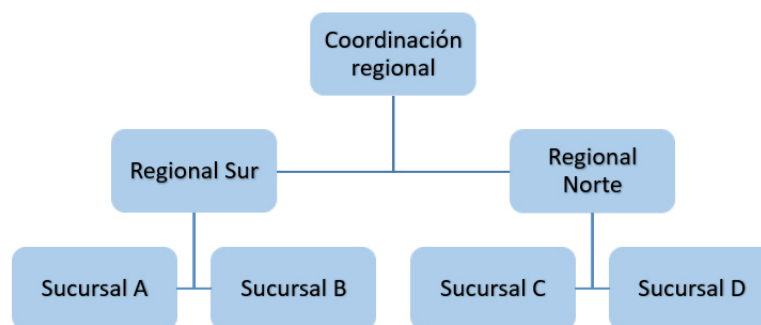 Coordinación
regional
Regional Sur
Regional
Norte
Sucursal A
Sucursal B
Sucursal C
Sucursal D